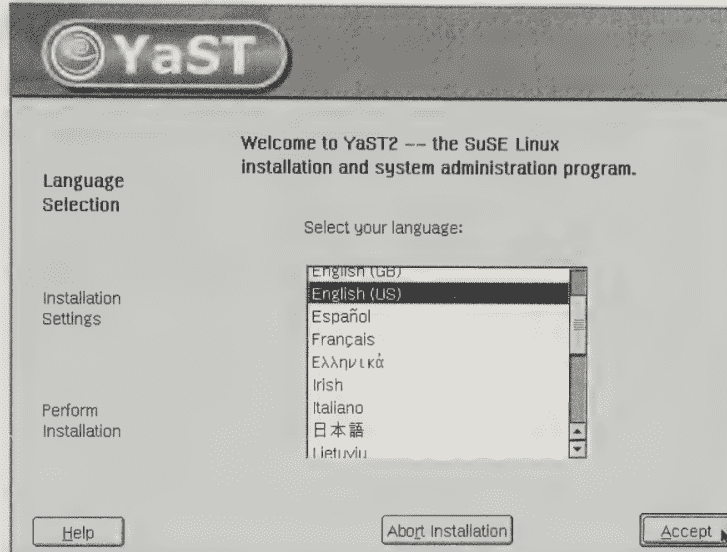 YaST
Welcome to YaST2 -- the SuSE Linux
installation and system administration program.
Language
Selection
Select your language:
English (GB)
English (US)
Español
Français
Ελληνικά
Irish
Italiano
日本語
Lietuviu
Installation
Settings
Perform
Installation
Help
Abort Installation
Accept